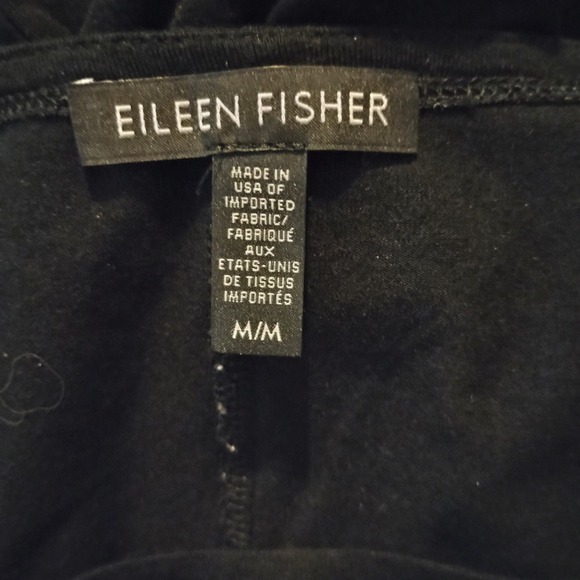 EILEEN FISHER
MADE IN
USA OF
IMPORTED
FABRIC/
FABRIQUÉ
AUX
ETATS-UNIS
DE TISSUS
IMPORTÉS
M/M